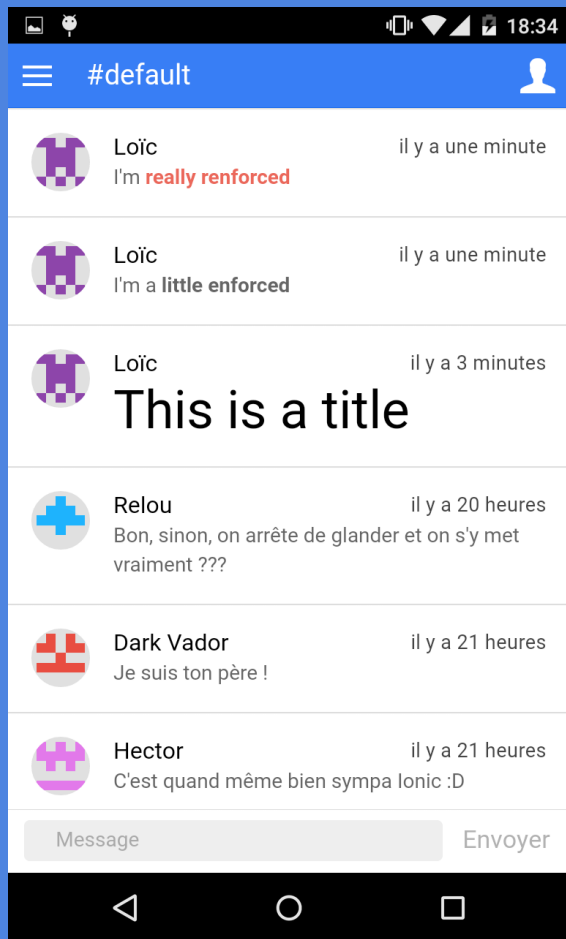 18:34
#default
Loïc il y a une minute
I'm really renforced
Loïc il y a une minute
I'm a little enforced
Loïc il y a 3 minutes
This is a title
Relou il y a 20 heures
Bon, sinon, on arrête de glander et on s'y met
vraiment ???
Dark Vador il y a 21 heures
Je suis ton père !
Hector il y a 21 heures
C'est quand même bien sympa Ionic :D
Message Envoyer